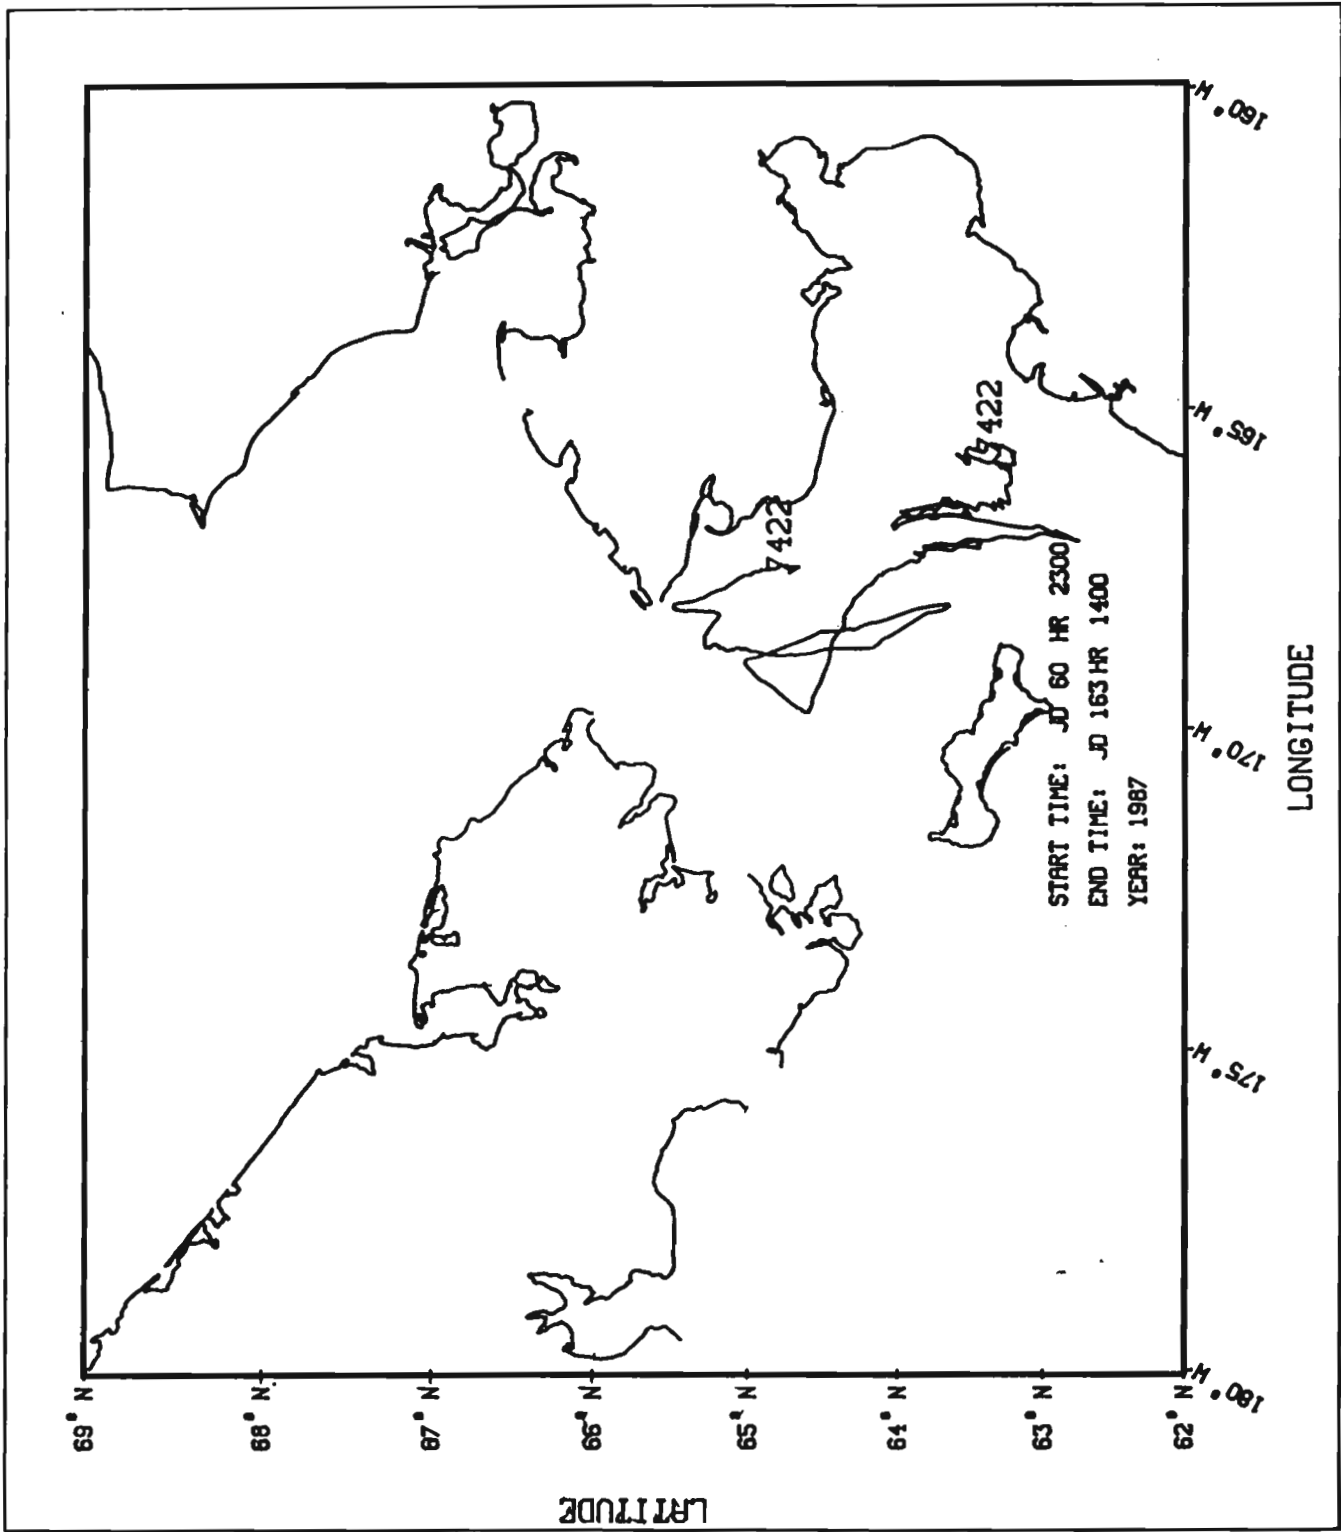 LATITUDE
69° N
68° N
67° N
66° N
65° N
64° N
63° N
62° N
180° W
175° W
170° W
165° W
160° W
LONGITUDE
7422
7422
START TIME: JD 60 HR 2300
END TIME: JD 163 HR 1400
YEAR: 1987